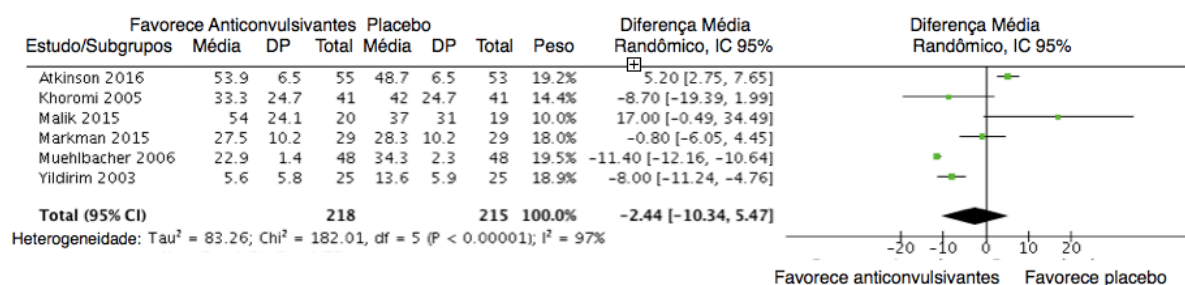 Favorece Anticonvulsivantes Placebo Diferença Média Diferença Média
Estudo/Subgrupos Média DP Total Média DP Total Peso Randômico, IC 95% Randômico, IC 95%
Atkinson 2016 53.9 6.5 55 48.7 6.5 53 19.2% 5.20 [2.75, 7.65]
Khoromi 2005 33.3 24.7 41 42 24.7 41 14.4% -8.70 [-19.39, 1.99]
Malik 2015 54 24.1 20 37 31 19 10.0% 17.00 [-0.49, 34.49]
Markman 2015 27.5 10.2 29 28.3 10.2 29 18.0% -0.80 [-6.05, 4.45]
Muehlbacher 2006 22.9 1.4 48 34.3 2.3 48 19.5% -11.40 [-12.16, -10.64]
Yildirim 2003 5.6 5.8 25 13.6 5.9 25 18.9% -8.00 [-11.24, -4.76]
Total (95% CI) 218 215 100.0% -2.44 [-10.34, 5.47]
Heterogeneidade: Tau² = 83.26; Chi² = 182.01, df = 5 (P < 0.00001); I² = 97%
-20 -10 0 10 20
Favorece anticonvulsivantes Favorece placebo